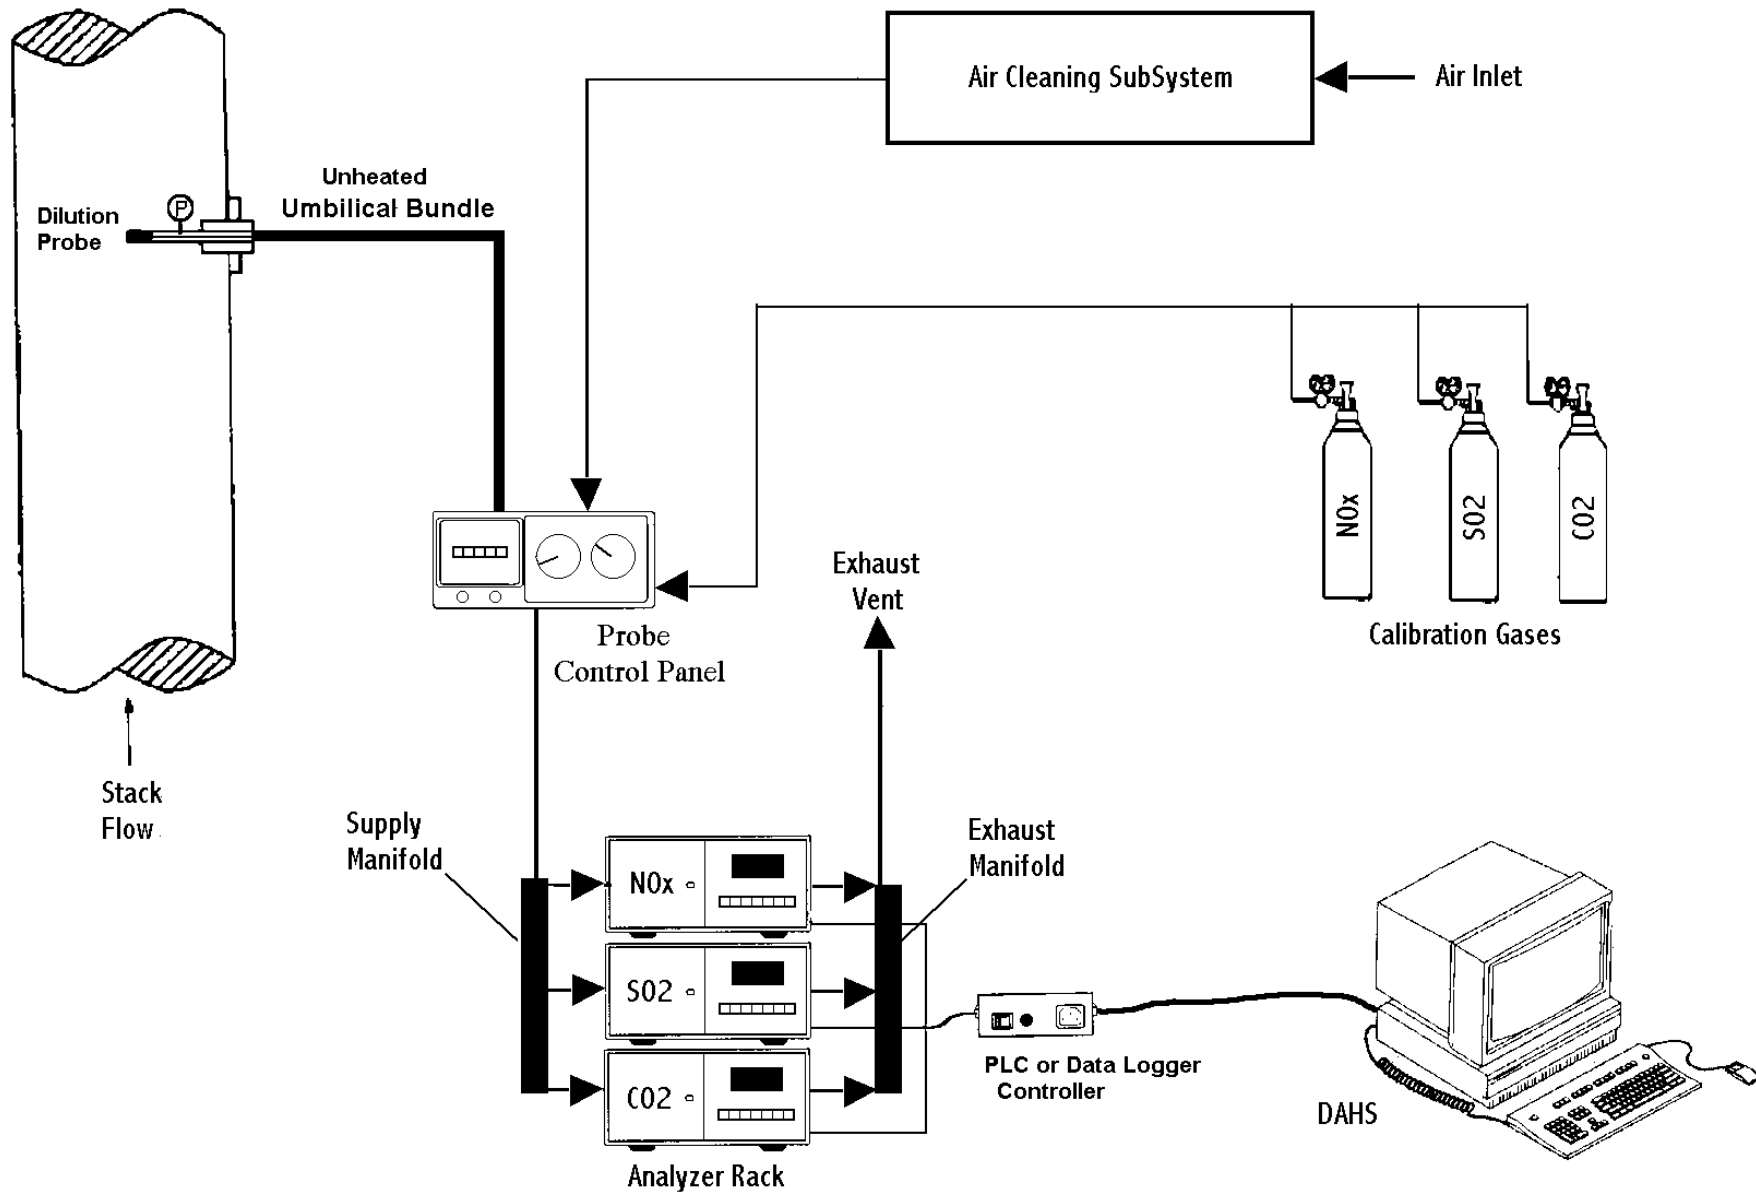 Air Cleaning SubSystem
Air Inlet
Unheated
Umbilical Bundle
P
Dilution
Probe
NOx
SO2
CO2
Calibration Gases
Exhaust
Vent
Probe
Control Panel
Stack
Flow
Supply
Manifold
Exhaust
Manifold
NOx
SO2
CO2
PLC or Data Logger
Controller
DAHS
Analyzer Rack